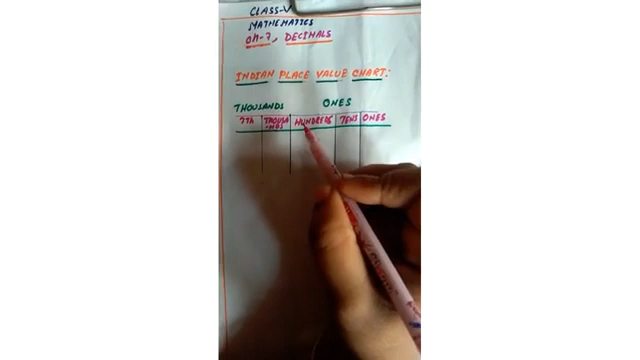 CLASS-V
MATHEMATICS
CH-7, DECIMALS
INDIAN PLACE VALUE CHART:
THOUSANDS ONES
TTH THOUSA HUNDREDS TENS ONES
-NDS